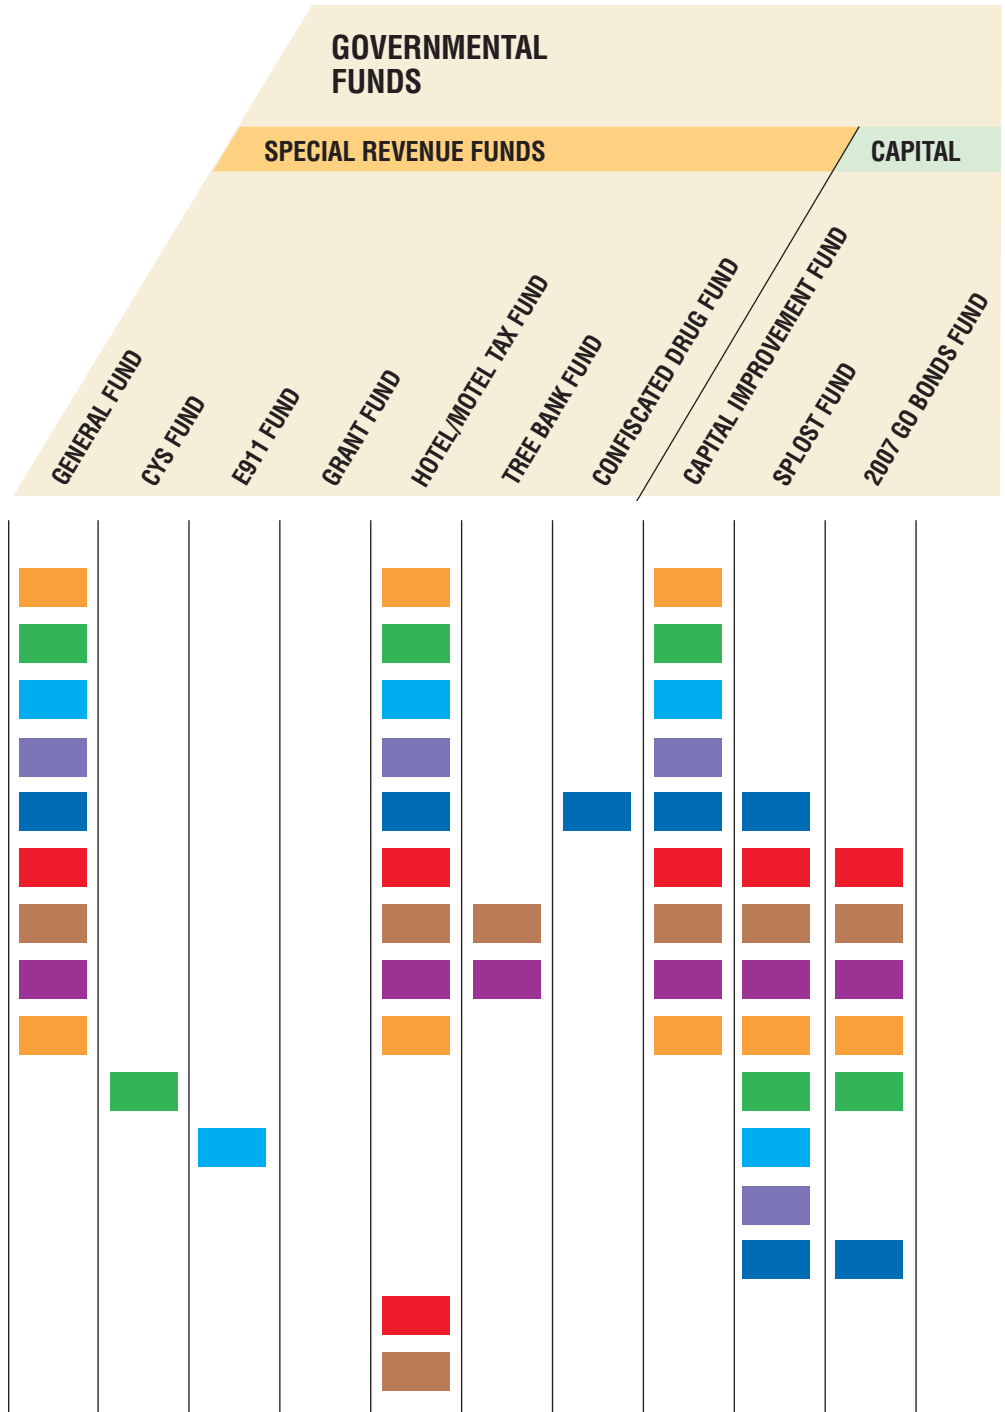 GOVERNMENTAL
FUNDS
SPECIAL REVENUE FUNDS
CAPITAL
GENERAL FUND
CYS FUND
E911 FUND
GRANT FUND
HOTEL/MOTEL TAX FUND
TREE BANK FUND
CONFISCATED DRUG FUND
CAPITAL IMPROVEMENT FUND
SPLOST FUND
2007 GO BONDS FUND